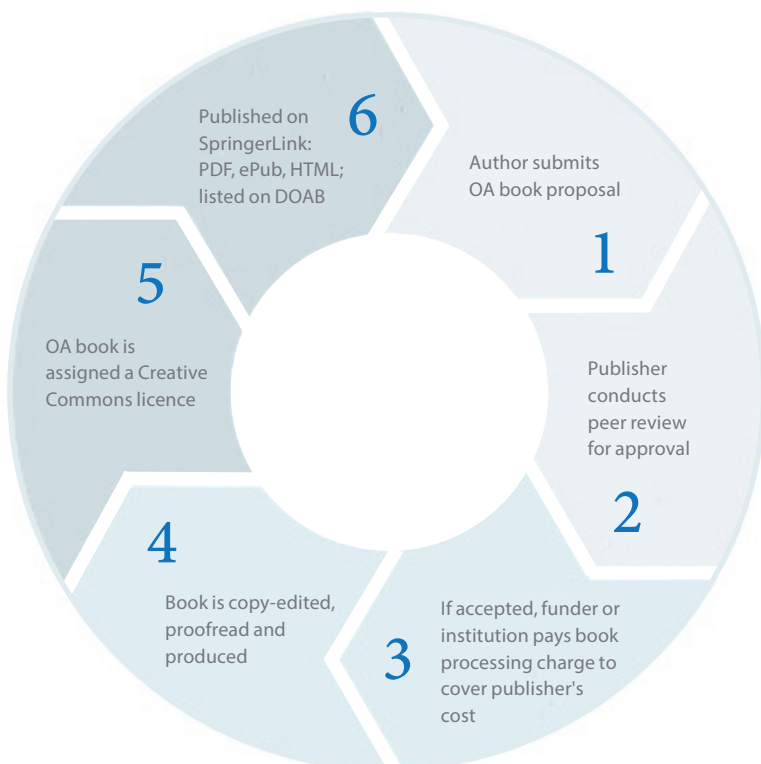 Author submits
OA book proposal
1
Publisher
conducts
peer review
for approval
2
If accepted, funder or
institution pays book
processing charge to
cover publisher's
cost
3
4
Book is copy-edited,
proofread and
produced
5
OA book is
assigned a Creative
Commons licence
6
Published on
SpringerLink:
PDF, ePub, HTML;
listed on DOAB